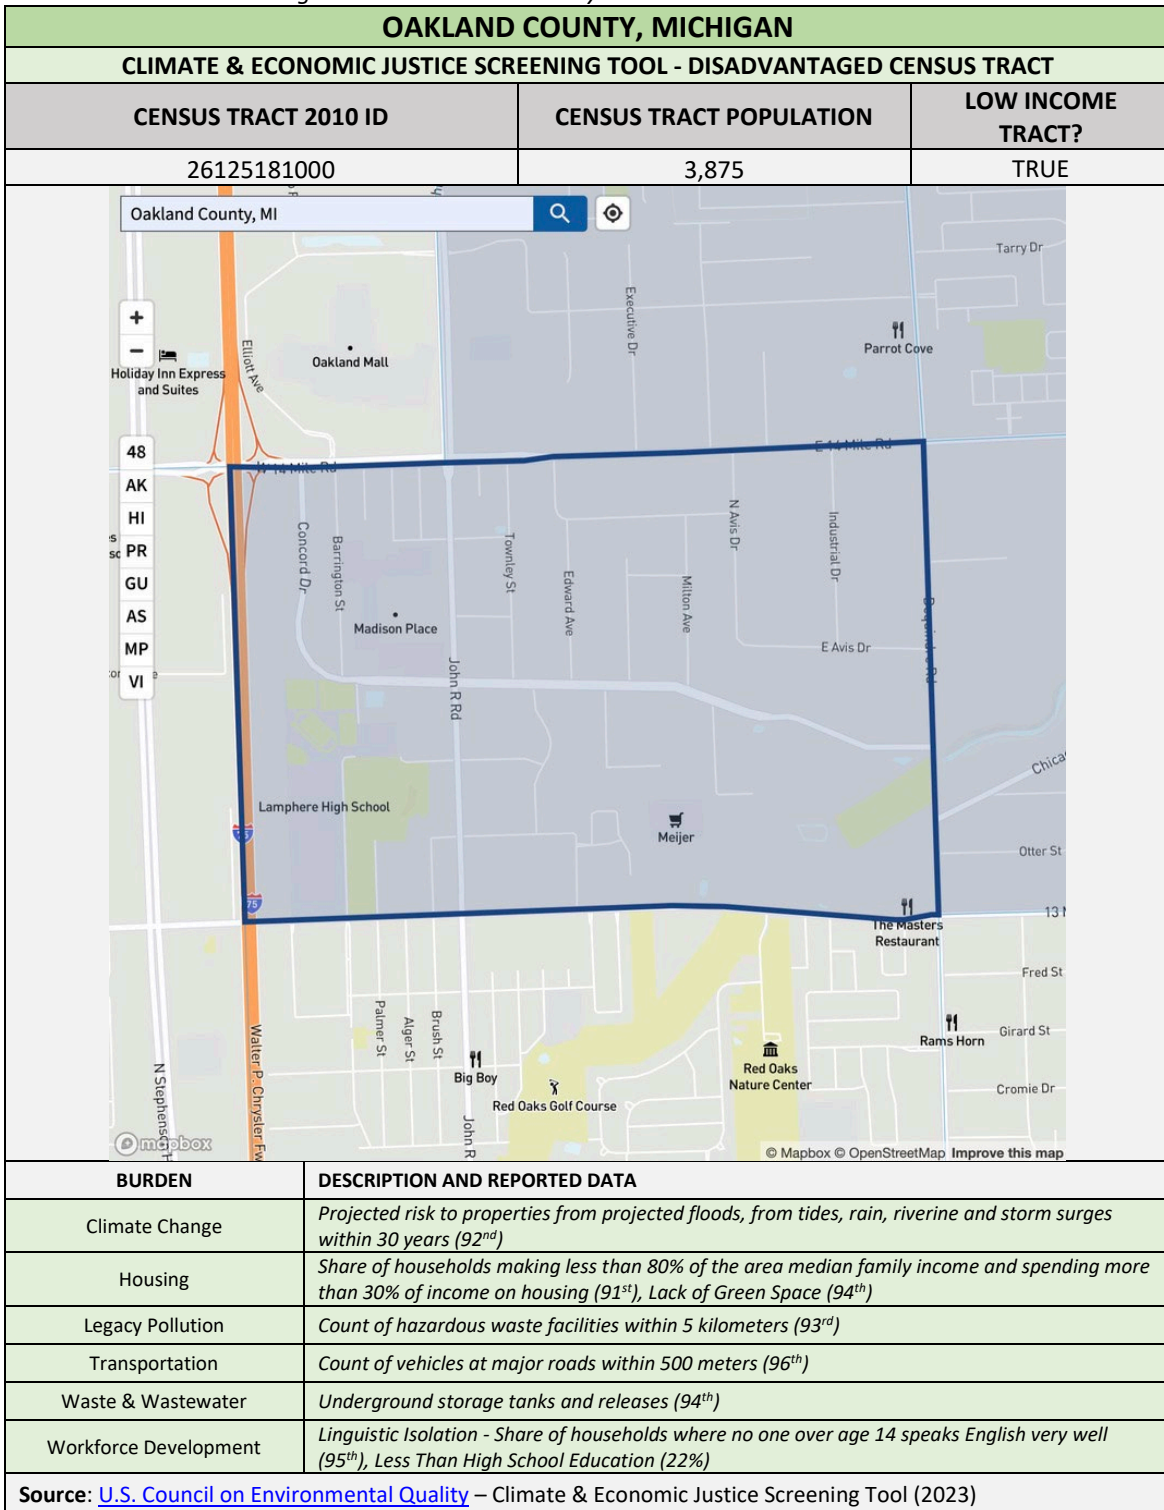 OAKLAND COUNTY, MICHIGAN
CLIMATE & ECONOMIC JUSTICE SCREENING TOOL - DISADVANTAGED CENSUS TRACT
CENSUS TRACT 2010 ID
CENSUS TRACT POPULATION
LOW INCOME
TRACT?
26125181000
3,875
TRUE
Oakland County, MI
Tarry Dr
Executive Dr
Parrot Cove
Elliott Ave
Oakland Mall
Holiday Inn Express
and Suites
+
−
48
AK
HI
PR
GU
AS
MP
VI
W 14 Mile Rd
E 14 Mile Rd
Concord Dr
Barrington St
Townley St
Edward Ave
Milton Ave
N Avis Dr
Industrial Dr
Dequindre Rd
Madison Place
E Avis Dr
John R Rd
Lamphere High School
Meijer
75
75
Otter St
The Masters
Restaurant
Fred St
Palmer St
Alger St
Brush St
Big Boy
Red Oaks Golf Course
Red Oaks
Nature Center
Rams Horn
Girard St
Cromie Dr
Walter P. Chrysler Fw
John R
mapbox
© Mapbox © OpenStreetMap Improve this map
BURDEN
DESCRIPTION AND REPORTED DATA
Climate Change
Projected risk to properties from projected floods, from tides, rain, riverine and storm surges
within 30 years (92nd)
Housing
Share of households making less than 80% of the area median family income and spending more
than 30% of income on housing (91st), Lack of Green Space (94th)
Legacy Pollution
Count of hazardous waste facilities within 5 kilometers (93rd)
Transportation
Count of vehicles at major roads within 500 meters (96th)
Waste & Wastewater
Underground storage tanks and releases (94th)
Workforce Development
Linguistic Isolation - Share of households where no one over age 14 speaks English very well
(95th), Less Than High School Education (22%)
Source: U.S. Council on Environmental Quality – Climate & Economic Justice Screening Tool (2023)